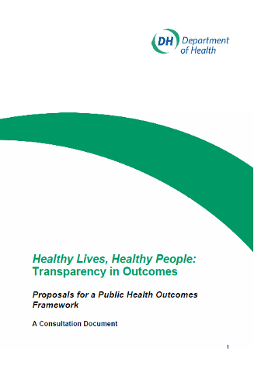 DH Department
of Health
Healthy Lives, Healthy People:
Transparency in Outcomes
Proposals for a Public Health Outcomes
Framework
A Consultation Document
1